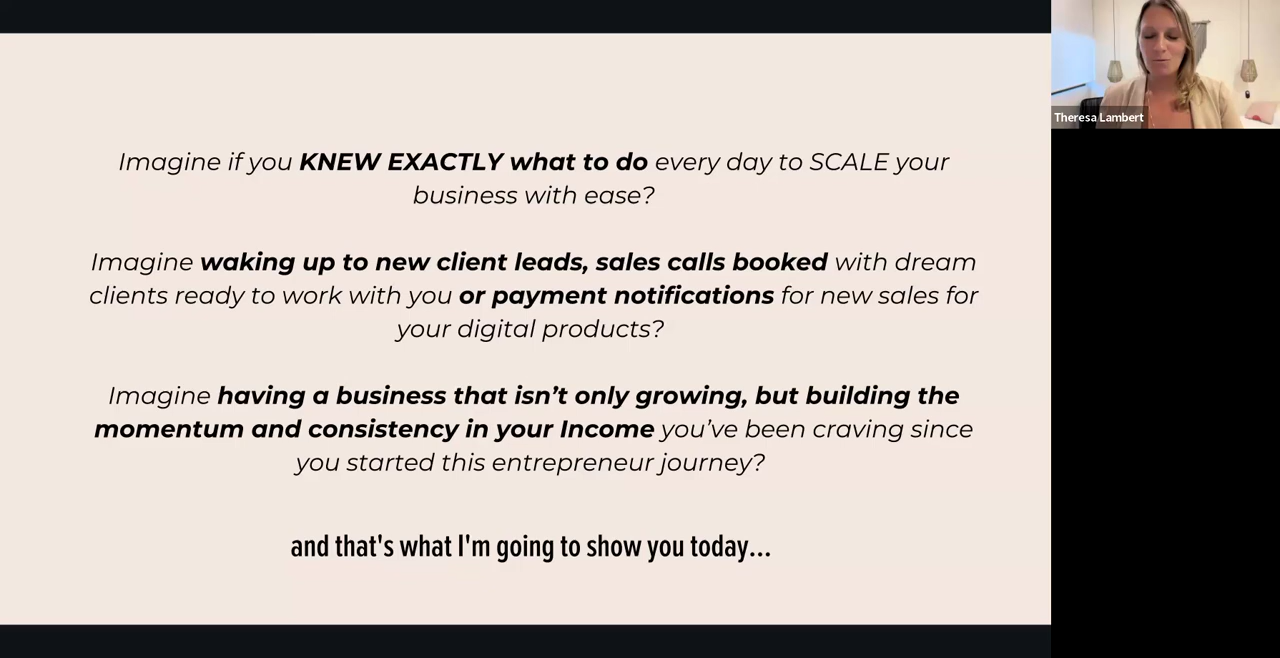 Imagine if you KNEW EXACTLY what to do every day to SCALE your
business with ease?
Imagine waking up to new client leads, sales calls booked with dream
clients ready to work with you or payment notifications for new sales for
your digital products?
Imagine having a business that isn’t only growing, but building the
momentum and consistency in your Income you’ve been craving since
you started this entrepreneur journey?
and that's what I'm going to show you today...
Theresa Lambert